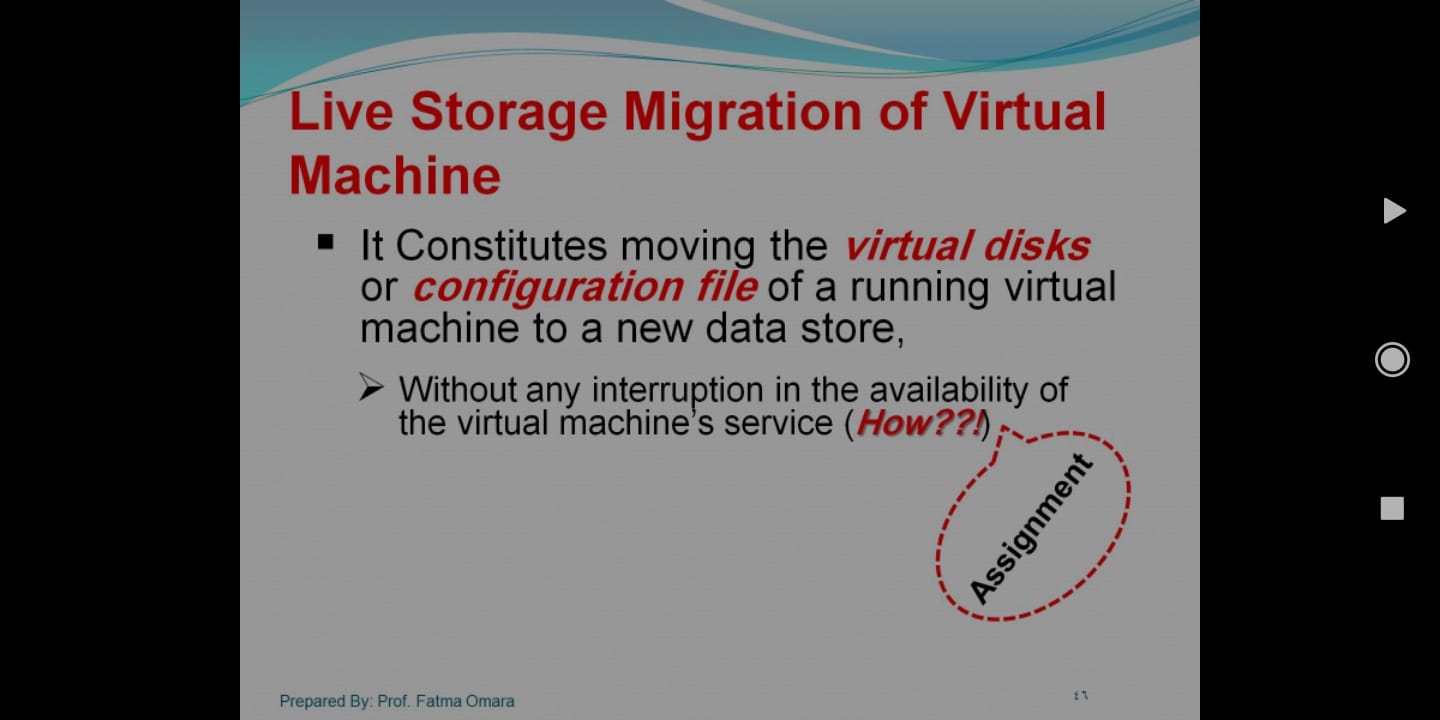 Live Storage Migration of Virtual
Machine
It Constitutes moving the virtual disks
or configuration file of a running virtual
machine to a new data store,
Without any interruption in the availability of
the virtual machine's service (How??!)
Assignment
Prepared By: Prof. Fatma Omara
٤٦